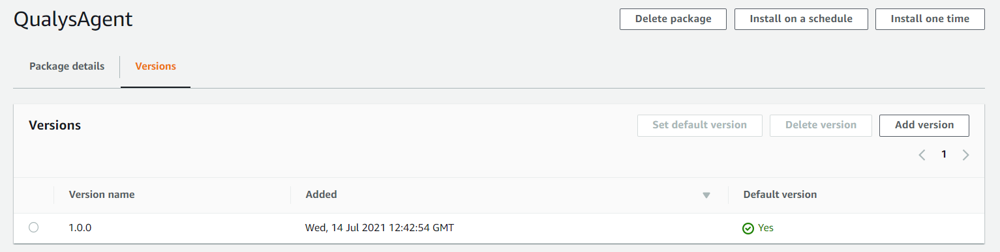 QualysAgent
Delete package Install on a schedule Install one time
Package details Versions
Versions
Set default version Delete version Add version
1
Version name Added Default version
1.0.0 Wed, 14 Jul 2021 12:42:54 GMT Yes